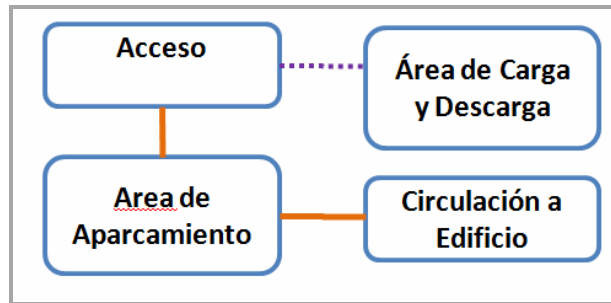 Acceso
Área de Carga
y Descarga
Area de
Aparcamiento
Circulación a
Edificio